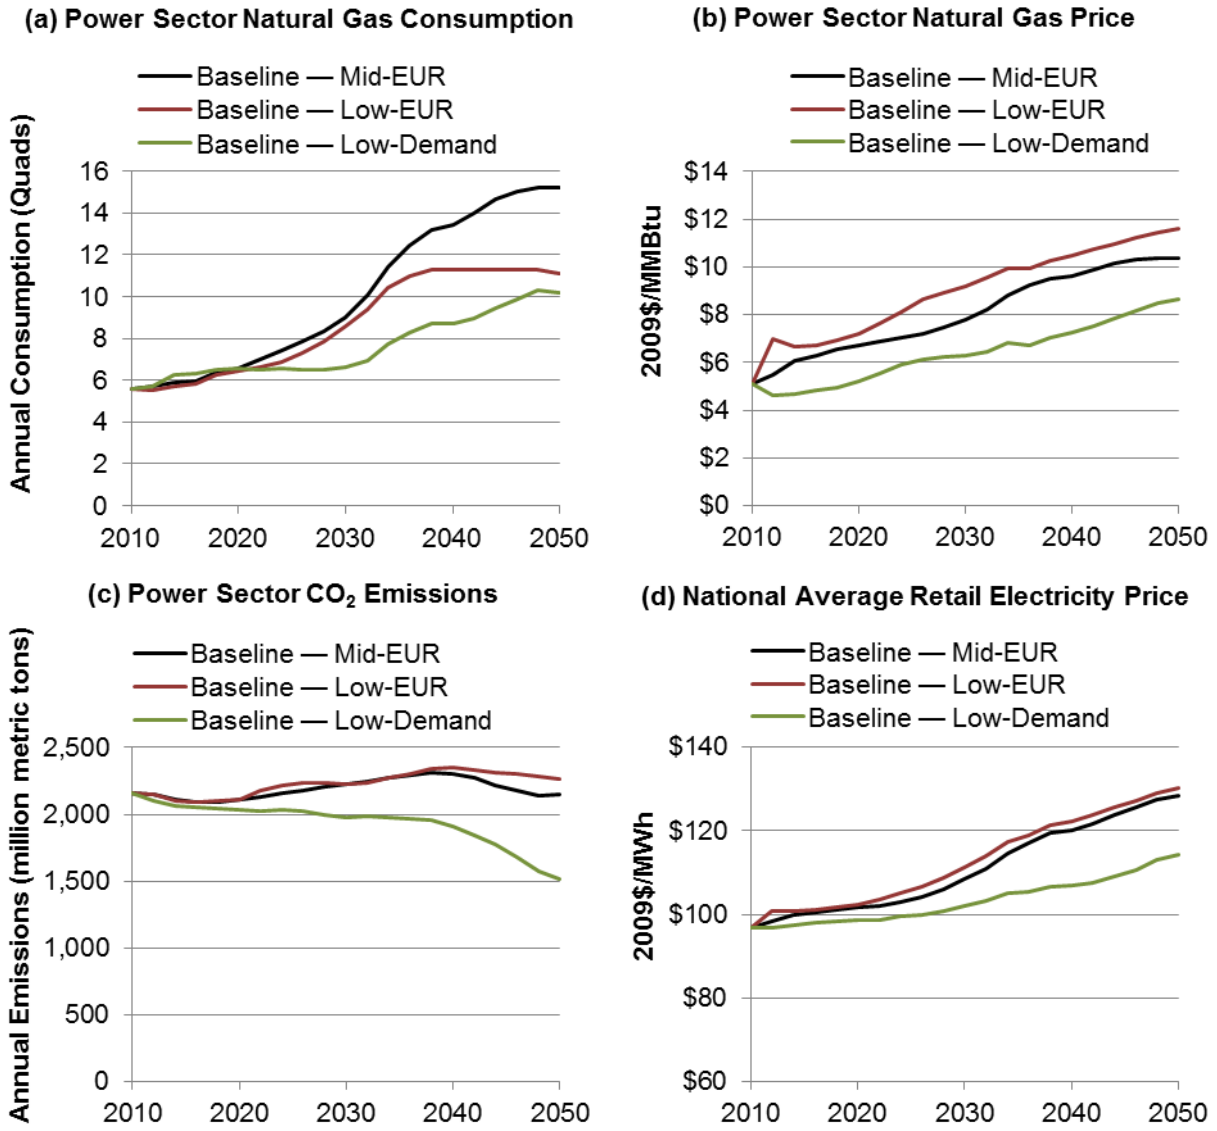 (a) Power Sector Natural Gas Consumption
Baseline — Mid-EUR
Baseline — Low-EUR
Baseline — Low-Demand
Annual Consumption (Quads)
16
14
12
10
8
6
4
2
0
2010 2020 2030 2040 2050
(b) Power Sector Natural Gas Price
Baseline — Mid-EUR
Baseline — Low-EUR
Baseline — Low-Demand
2009$/MMBtu
$14
$12
$10
$8
$6
$4
$2
$0
2010 2020 2030 2040 2050
(c) Power Sector CO₂ Emissions
Baseline — Mid-EUR
Baseline — Low-EUR
Baseline — Low-Demand
Annual Emissions (million metric tons)
2,500
2,000
1,500
1,000
500
0
2010 2020 2030 2040 2050
(d) National Average Retail Electricity Price
Baseline — Mid-EUR
Baseline — Low-EUR
Baseline — Low-Demand
2009$/MWh
$140
$120
$100
$80
$60
2010 2020 2030 2040 2050